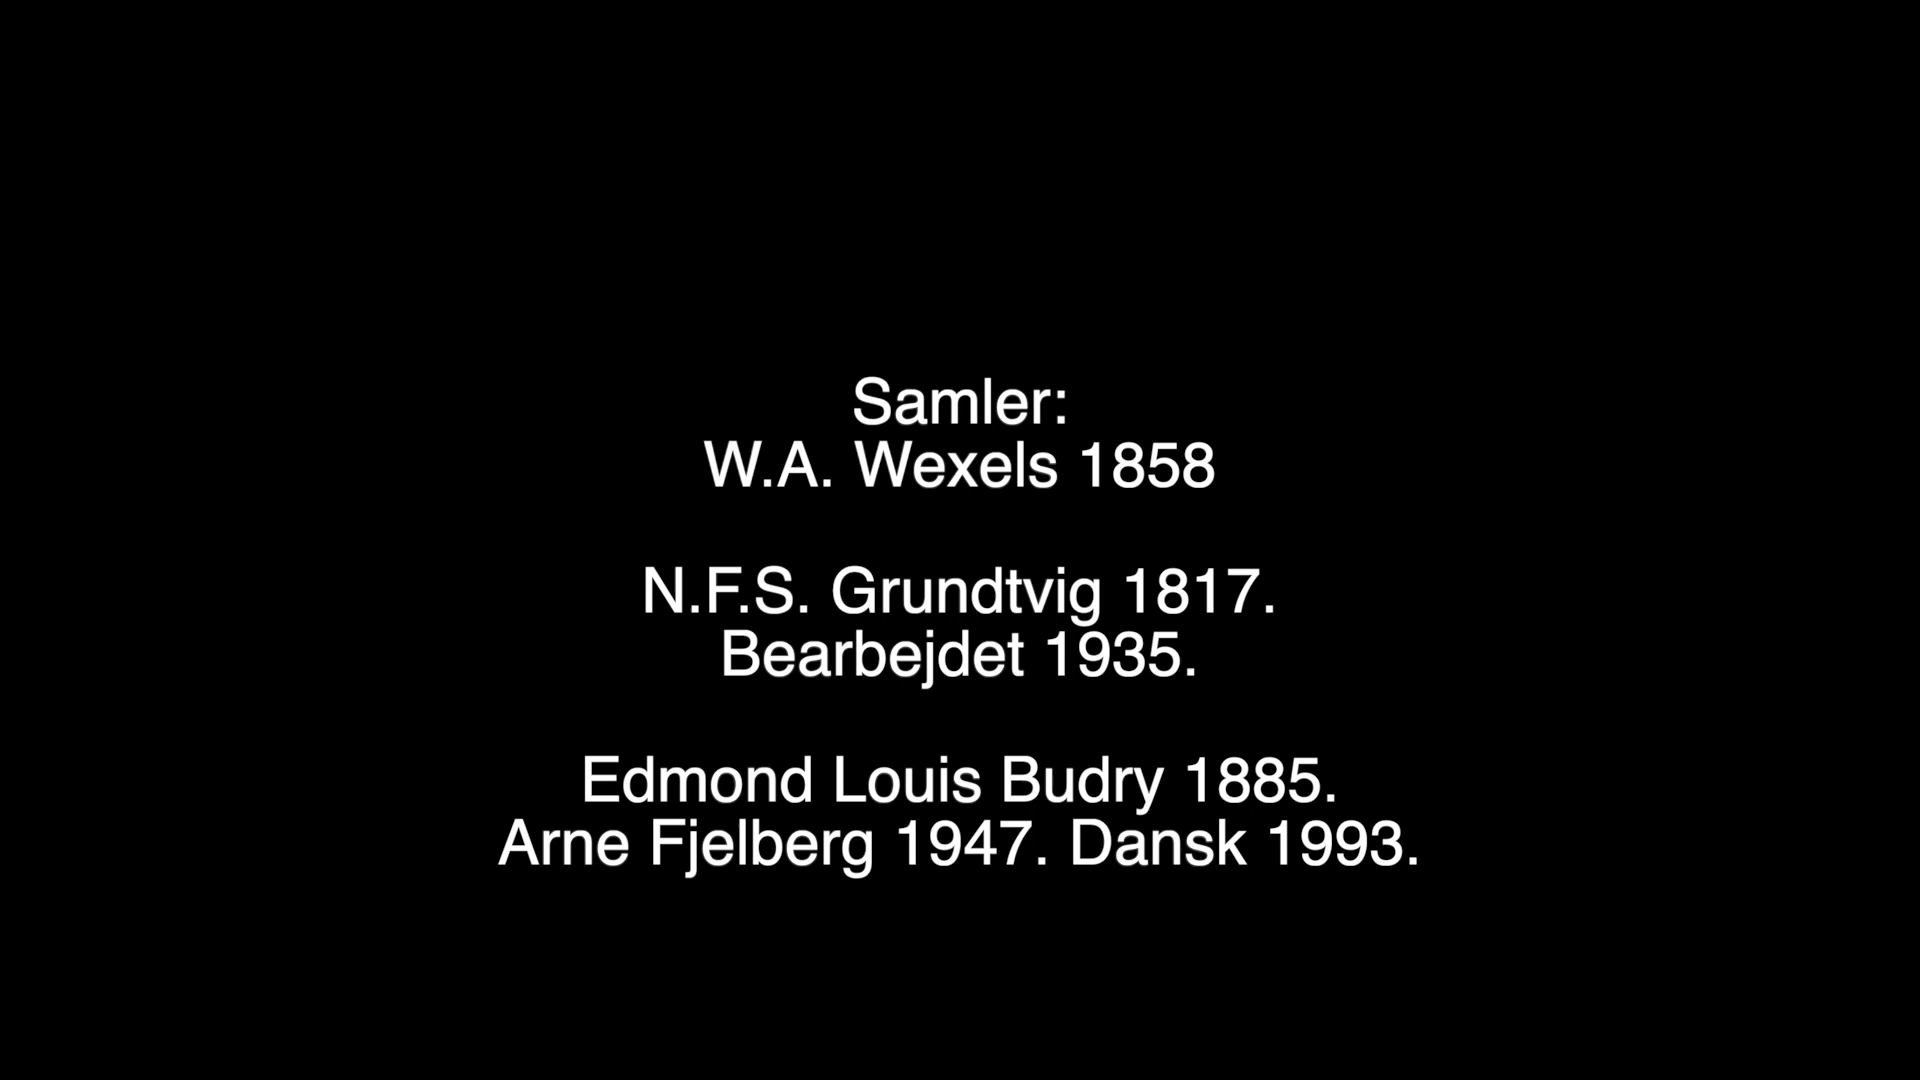 Samler:
W.A. Wexels 1858
N.F.S. Grundtvig 1817.
Bearbejdet 1935.
Edmond Louis Budry 1885.
Arne Fjelberg 1947. Dansk 1993.